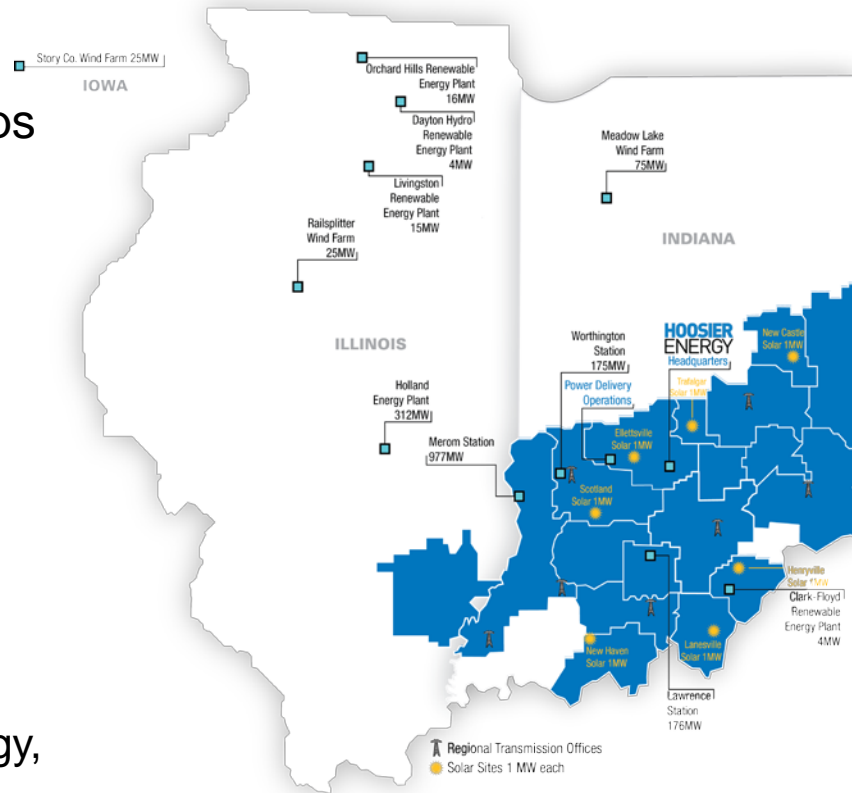 Story Co. Wind Farm 25MW
IOWA
os
Orchard Hills Renewable
Energy Plant
16MW
Dayton Hydro
Renewable
Energy Plant
4MW
Livingston
Renewable
Energy Plant
15MW
Railsplitter
Wind Farm
25MW
Meadow Lake
Wind Farm
75MW
INDIANA
ILLINOIS
Worthington
Station
175MW
HOOSIER
ENERGY
Headquarters
New Castle
Solar 1MW
Power Delivery
Operations
Trafalgar
Solar 1MW
Holland
Energy Plant
312MW
Merom Station
977MW
Ellettsville
Solar 1MW
Scotland
Solar 1MW
Henryville
Solar 1MW
Clark-Floyd
Renewable
Energy Plant
4MW
New Haven
Solar 1MW
Lanesville
Solar 1MW
Lawrence
Station
176MW
gy,
Regional Transmission Offices
Solar Sites 1 MW each